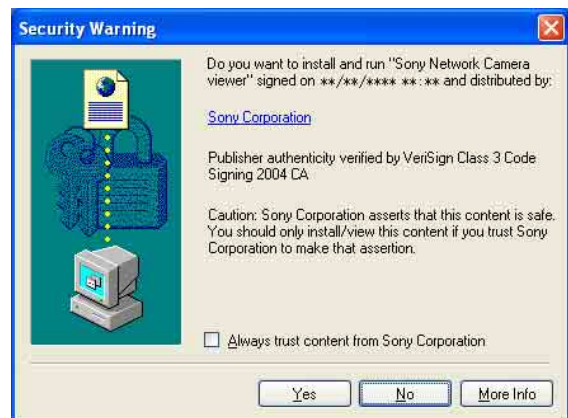 Security Warning
Do you want to install and run "Sony Network Camera
viewer" signed on **/**/**** **:** and distributed by:
Sony Corporation
Publisher authenticity verified by VeriSign Class 3 Code
Signing 2004 CA
Caution: Sony Corporation asserts that this content is safe.
You should only install/view this content if you trust Sony
Corporation to make that assertion.
Always trust content from Sony Corporation
Yes No More Info